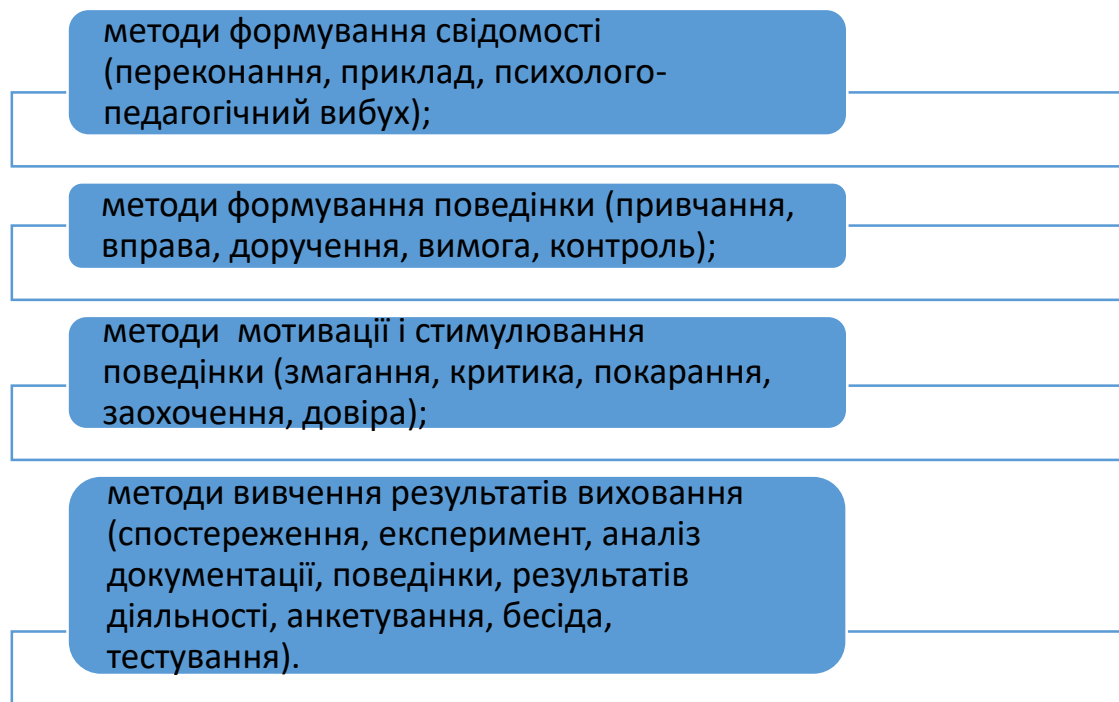 методи формування свідомості
(переконання, приклад, психолого-
педагогічний вибух);
методи формування поведінки (привчання,
вправа, доручення, вимога, контроль);
методи  мотивації і стимулювання
поведінки (змагання, критика, покарання,
заохочення, довіра);
методи вивчення результатів виховання
(спостереження, експеримент, аналіз
документації, поведінки, результатів
діяльності, анкетування, бесіда,
тестування).